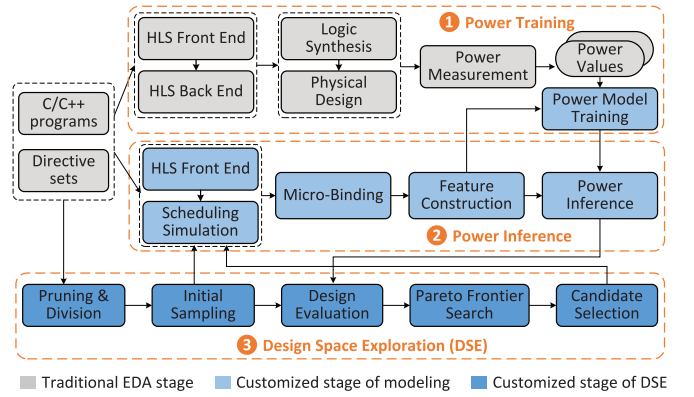 1 Power Training
HLS Front End
HLS Back End
Logic
Synthesis
Physical
Design
Power
Measurement
Power
Values
Power Model
Training
C/C++
programs
Directive
sets
HLS Front End
Scheduling
Simulation
Micro-Binding
Feature
Construction
Power
Inference
2 Power Inference
Pruning &
Division
Initial
Sampling
Design
Evaluation
Pareto Frontier
Search
Candidate
Selection
3 Design Space Exploration (DSE)
Traditional EDA stage
Customized stage of modeling
Customized stage of DSE